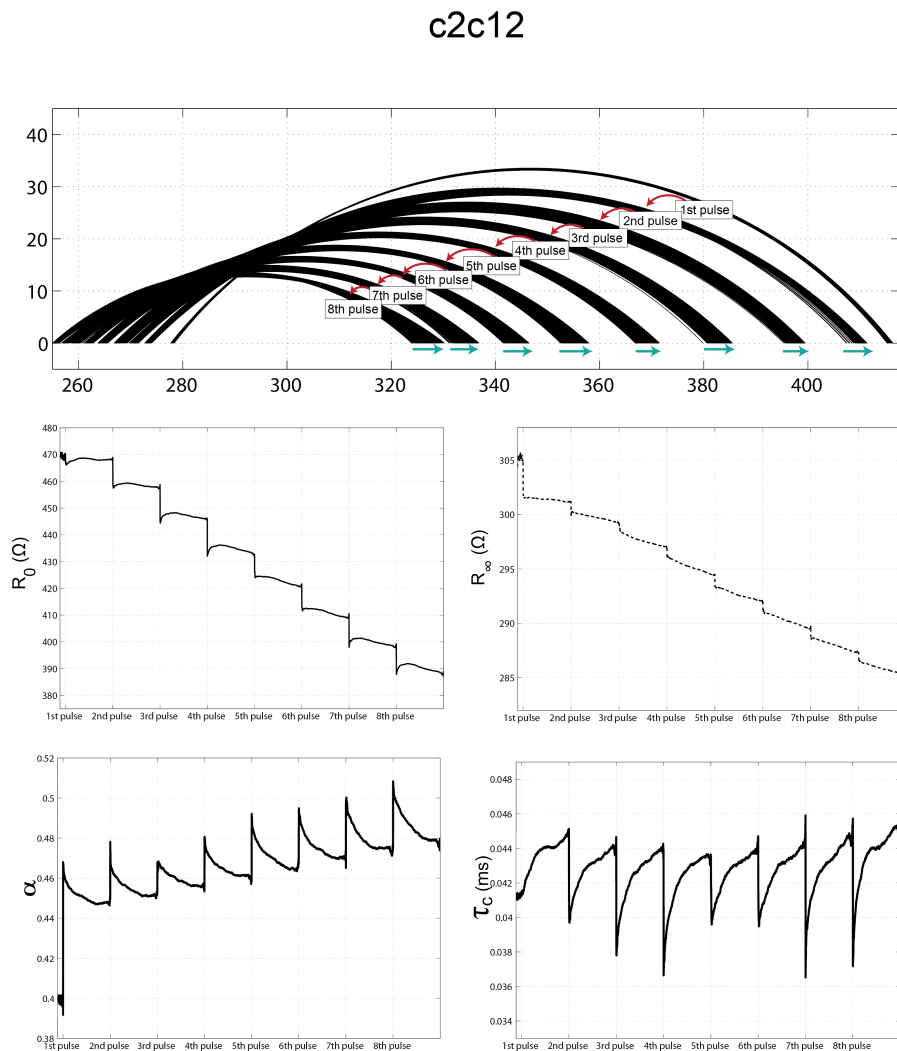 c2c12
40
30
20
10
0
1st pulse
2nd pulse
3rd pulse
4th pulse
5th pulse
6th pulse
7th pulse
8th pulse
260 280 300 320 340 360 380 400
480
470
460
450
440
430
420
410
400
390
380
R0 (Ω)
1st pulse 2nd pulse 3rd pulse 4th pulse 5th pulse 6th pulse 7th pulse 8th pulse
305
300
295
290
285
R∞ (Ω)
1st pulse 2nd pulse 3rd pulse 4th pulse 5th pulse 6th pulse 7th pulse 8th pulse
0.52
0.5
0.48
0.46
0.44
0.42
0.4
0.38
α
1st pulse 2nd pulse 3rd pulse 4th pulse 5th pulse 6th pulse 7th pulse 8th pulse
0.048
0.046
0.044
0.042
0.04
0.038
0.036
0.034
τC (ms)
1st pulse 2nd pulse 3rd pulse 4th pulse 5th pulse 6th pulse 7th pulse 8th pulse